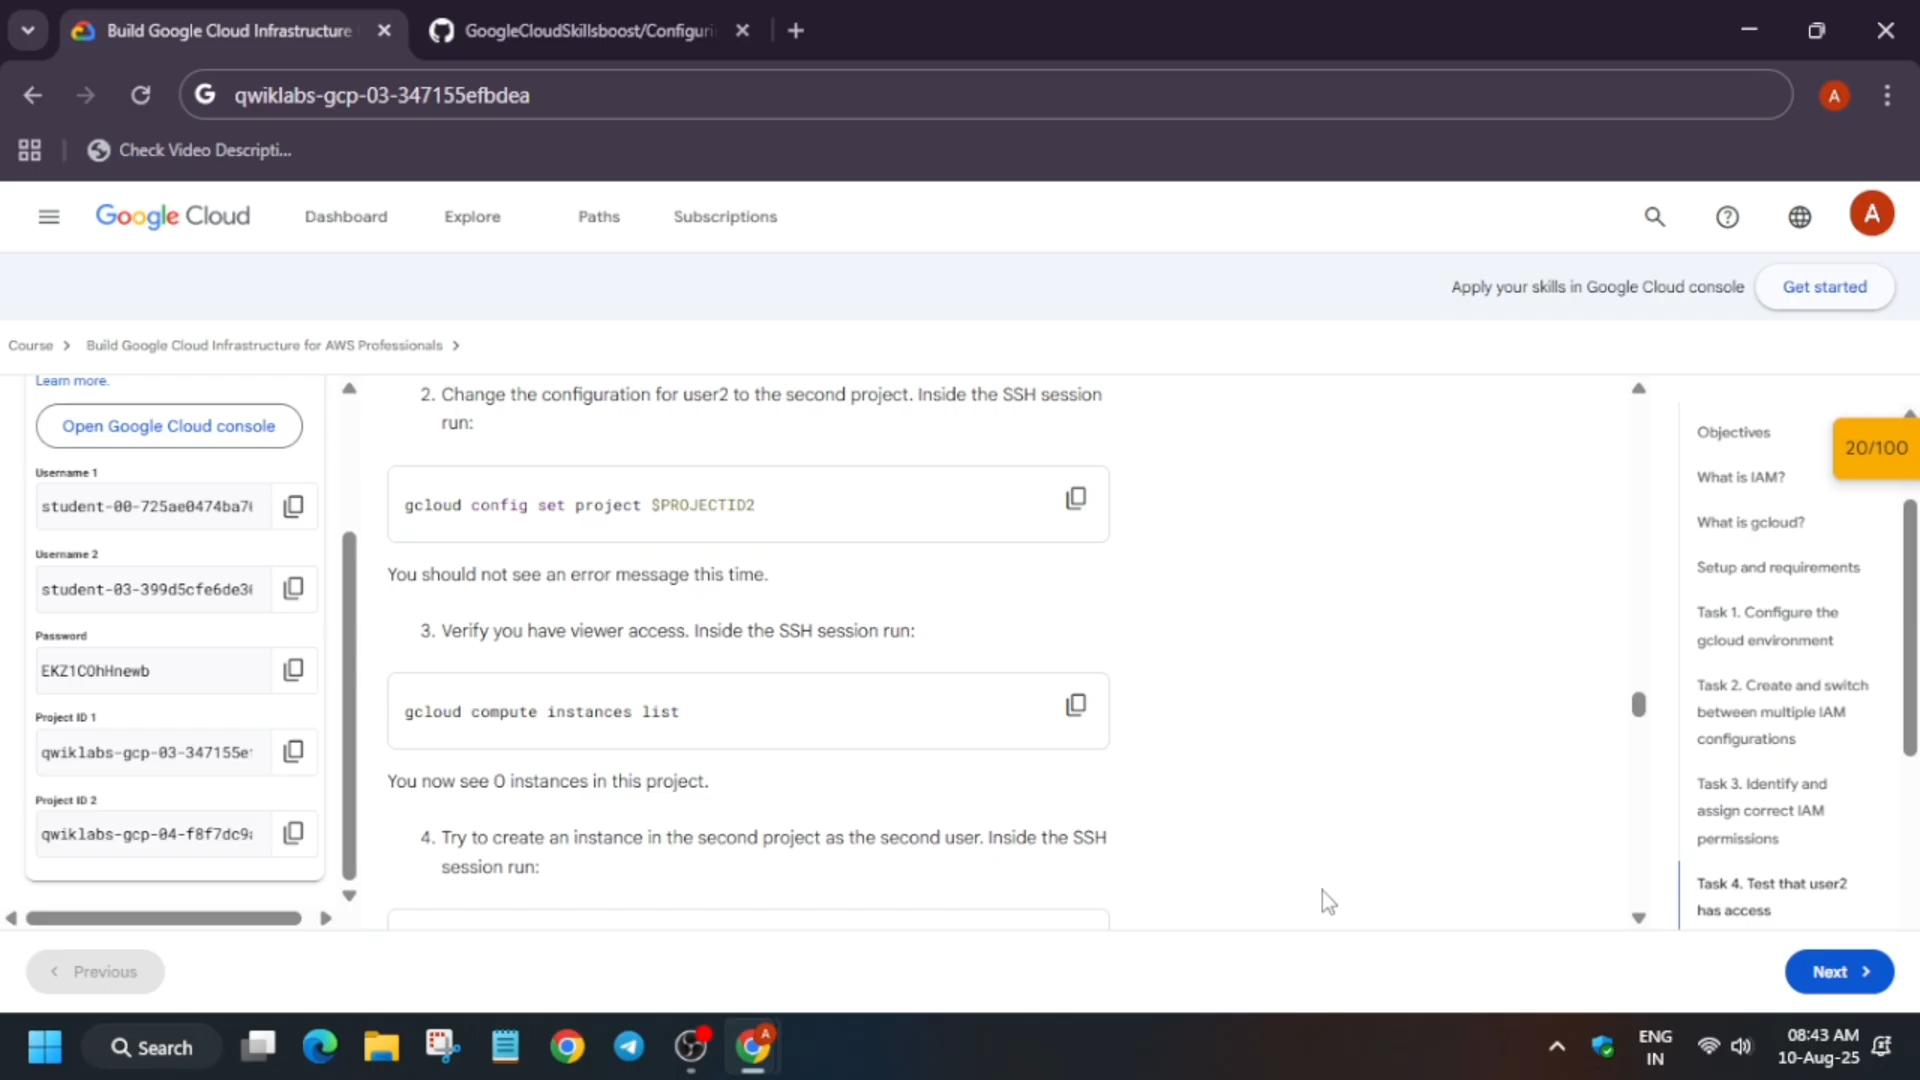 Build Google Cloud Infrastructure
GoogleCloudSkillsboost/Configuri
qwiklabs-gcp-03-347155efbdea
A
Check Video Descripti...
Google Cloud
Dashboard
Explore
Paths
Subscriptions
A
Apply your skills in Google Cloud console
Get started
Course
Build Google Cloud Infrastructure for AWS Professionals
Learn more.
Open Google Cloud console
Username 1
student-00-725ae0474ba7
Username 2
student-03-399d5cfe6de3
Password
EKZ1COhHnewb
Project ID 1
qwiklabs-gcp-03-347155e
Project ID 2
qwiklabs-gcp-04-f8f7dc9
2. Change the configuration for user2 to the second project. Inside the SSH session
run:
gcloud config set project $PROJECTID2
You should not see an error message this time.
3. Verify you have viewer access. Inside the SSH session run:
gcloud compute instances list
You now see 0 instances in this project.
4. Try to create an instance in the second project as the second user. Inside the SSH
session run:
Objectives
What is IAM?
What is gcloud?
Setup and requirements
Task 1. Configure the
gcloud environment
Task 2. Create and switch
between multiple IAM
configurations
Task 3. Identify and
assign correct IAM
permissions
Task 4. Test that user2
has access
20/100
Previous
Next
Search
A
ENG
IN
08:43 AM
10-Aug-25